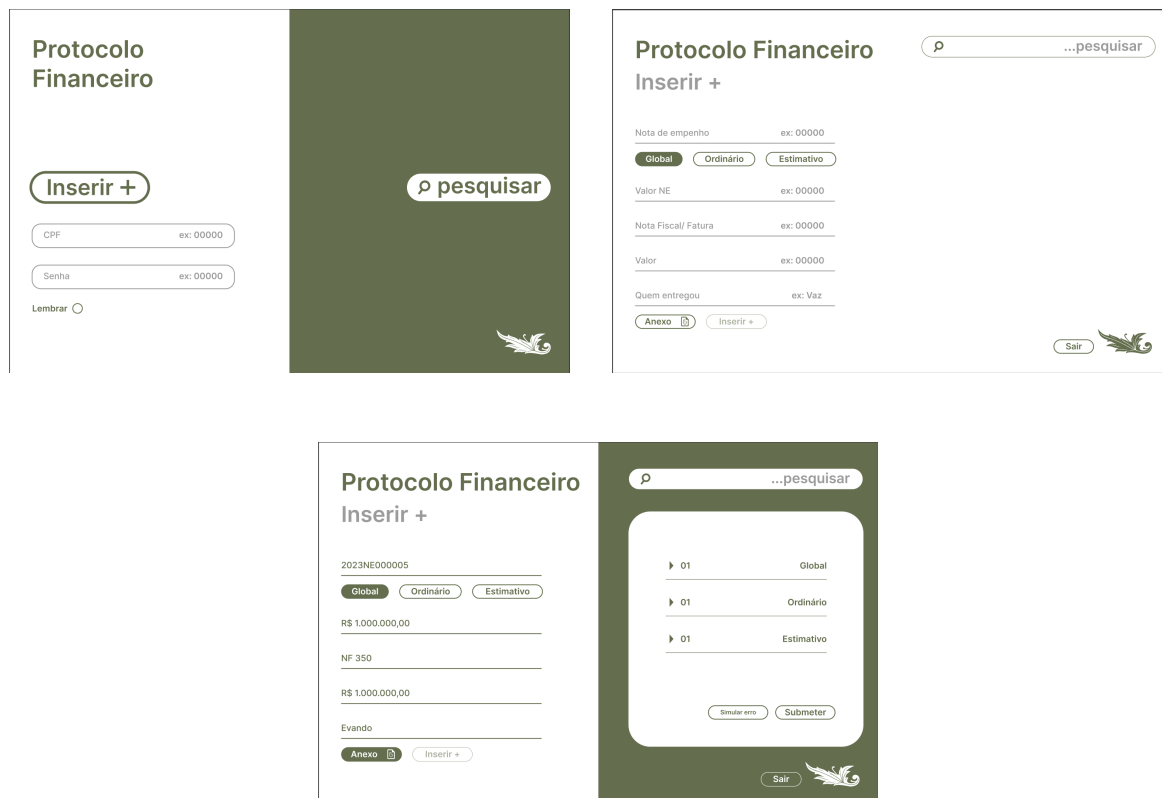 Protocolo
Financeiro
Inserir +
pesquisar
CPF ex: 00000
Senha ex: 00000
Lembrar
Protocolo Financeiro
...pesquisar
Inserir +
Nota de empenho ex: 00000
Global Ordinário Estimativo
Valor NE ex: 00000
Nota Fiscal/ Fatura ex: 00000
Valor ex: 00000
Quem entregou ex: Vaz
Anexo Inserir +
Sair
Protocolo Financeiro
...pesquisar
Inserir +
2023NE000005
Global Ordinário Estimativo
R$ 1.000.000,00
NF 350
R$ 1.000.000,00
Evando
Anexo Inserir +
01 Global
01 Ordinário
01 Estimativo
Simular erro Submeter
Sair